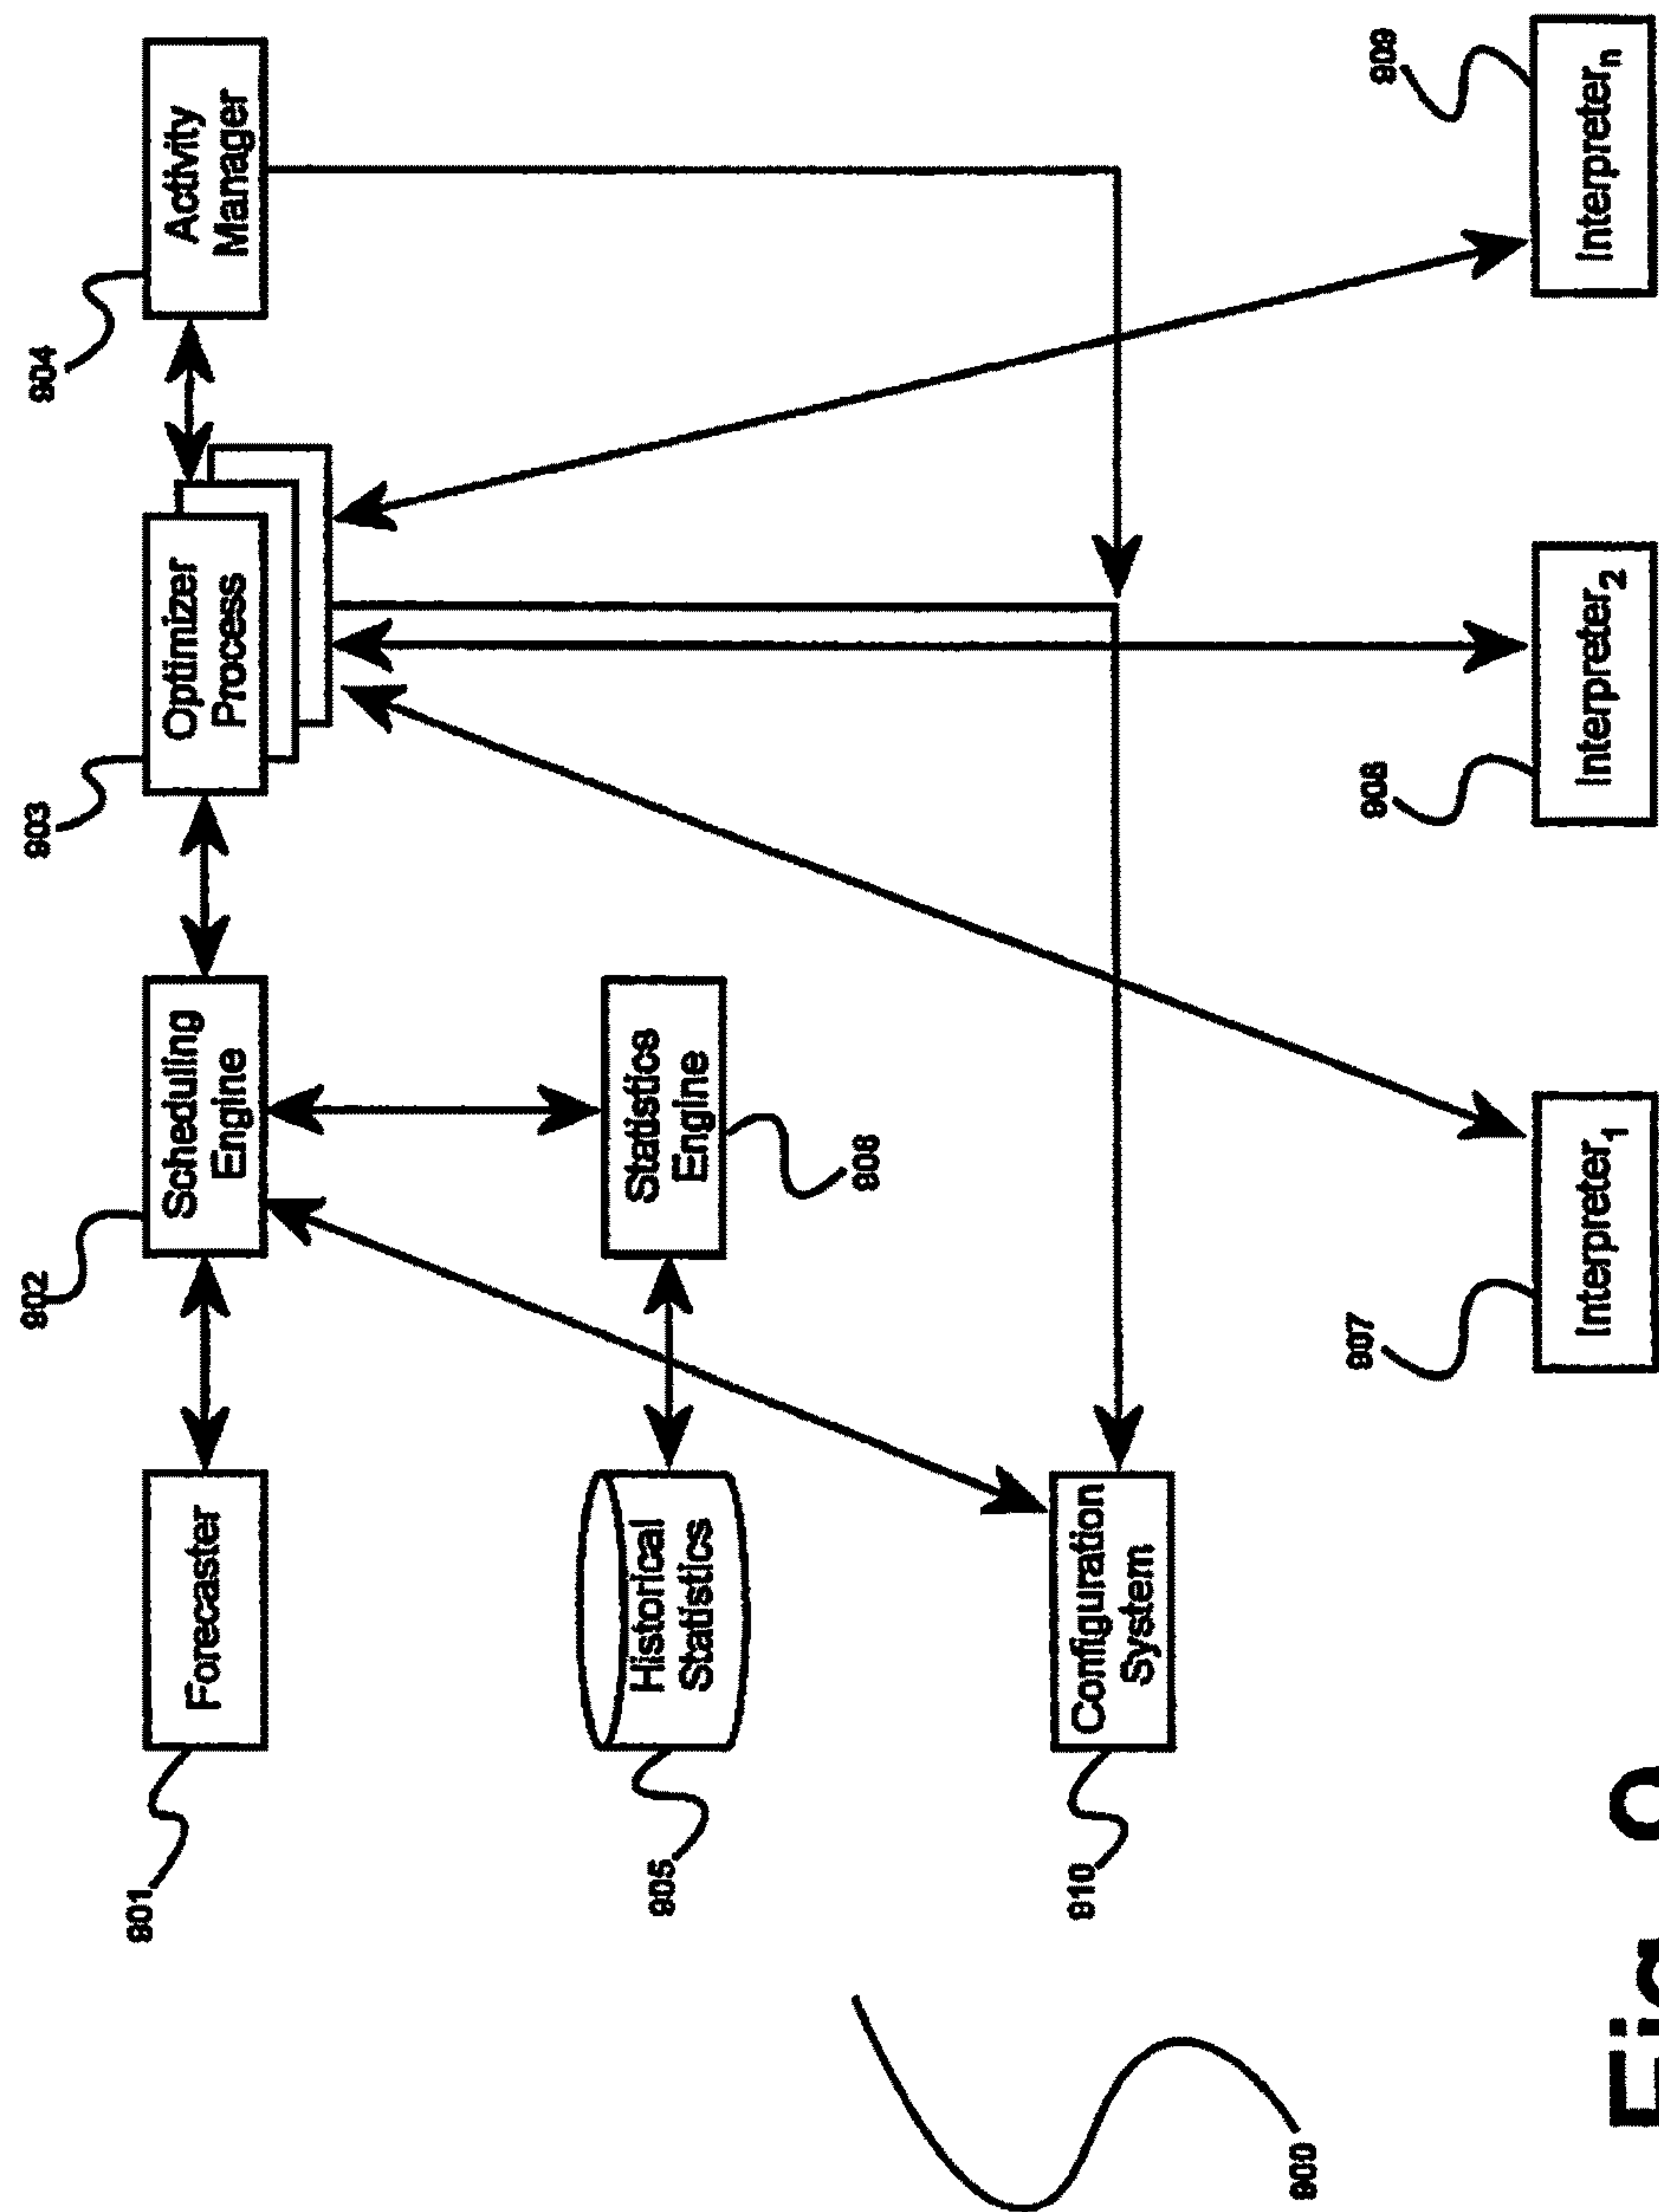 902
903
904
901
Forecaster
Scheduling
Engine
Optimizer
Process
Activity
Manager
905
Historical
Statistics
Statistics
Engine
906
910
Configuration
System
900
907
908
909
Interpreter1
Interpreter2
Interpretern
Fig